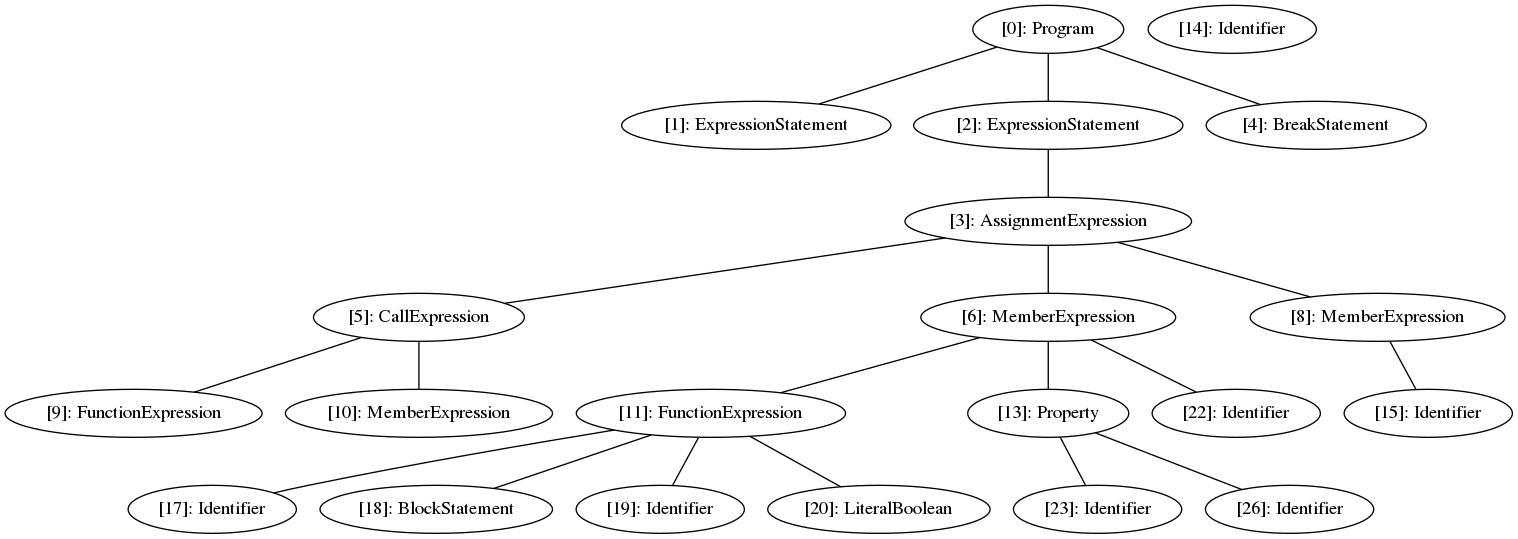 [0]: Program
[14]: Identifier
[1]: ExpressionStatement
[2]: ExpressionStatement
[4]: BreakStatement
[3]: AssignmentExpression
[5]: CallExpression
[6]: MemberExpression
[8]: MemberExpression
[9]: FunctionExpression
[10]: MemberExpression
[11]: FunctionExpression
[13]: Property
[22]: Identifier
[15]: Identifier
[17]: Identifier
[18]: BlockStatement
[19]: Identifier
[20]: LiteralBoolean
[23]: Identifier
[26]: Identifier